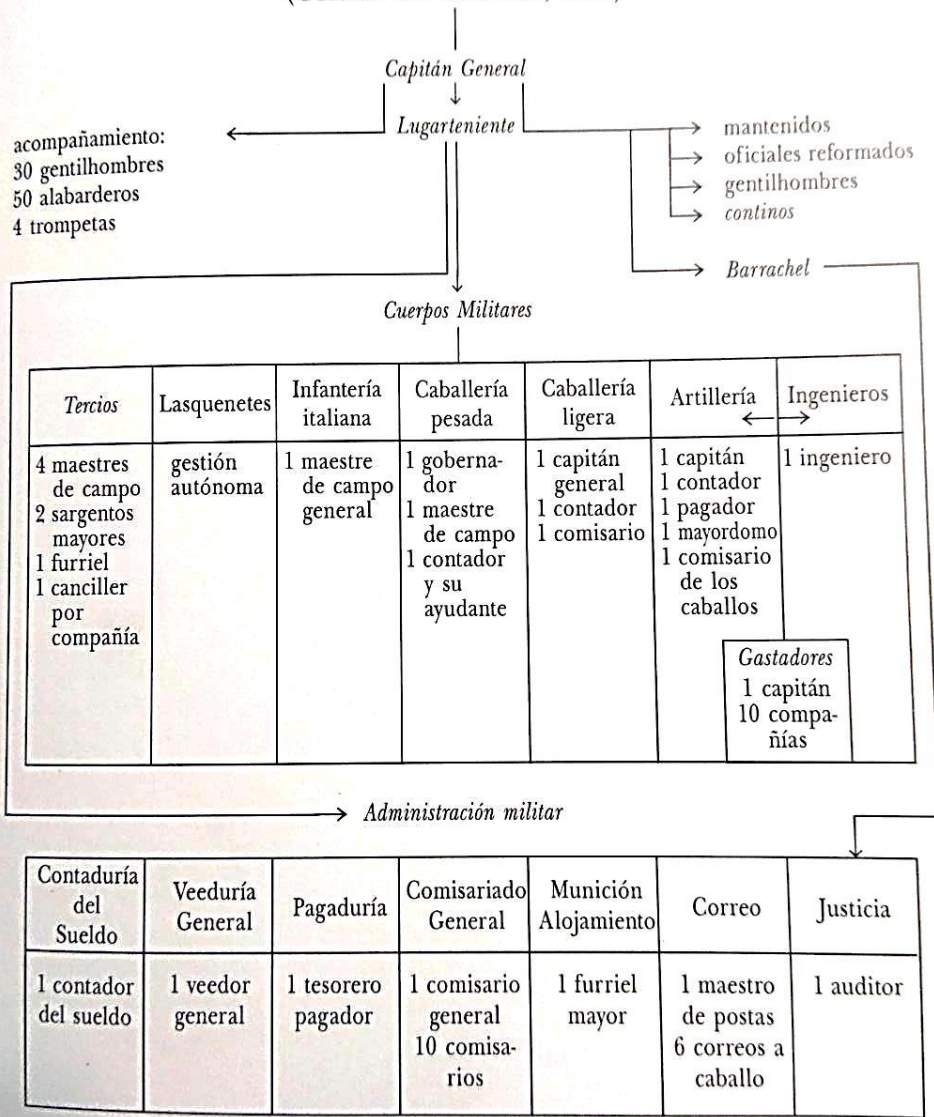 Capitán General
Lugarteniente
acompañamiento:
30 gentilhombres
50 alabarderos
4 trompetas
mantenidos
oficiales reformados
gentilhombres
continos
Barrachel
Cuerpos Militares
Tercios
Lasquenetes
Infantería
italiana
Caballería
pesada
Caballería
ligera
Artillería
Ingenieros
4 maestres
de campo
2 sargentos
mayores
1 furriel
1 canciller
por
compañía
gestión
autónoma
1 maestre
de campo
general
1 goberna-
dor
1 maestre
de campo
1 contador
y su
ayudante
1 capitán
general
1 contador
1 comisario
1 capitán
1 contador
1 pagador
1 mayordomo
1 comisario
de los
caballos
1 ingeniero
Gastadores
1 capitán
10 compa-
ñías
Administración militar
Contaduría
del
Sueldo
Veeduría
General
Pagaduría
Comisariado
General
Munición
Alojamiento
Correo
Justicia
1 contador
del sueldo
1 veedor
general
1 tesorero
pagador
1 comisario
general
10 comisa-
rios
1 furriel
mayor
1 maestro
de postas
6 correos a
caballo
1 auditor